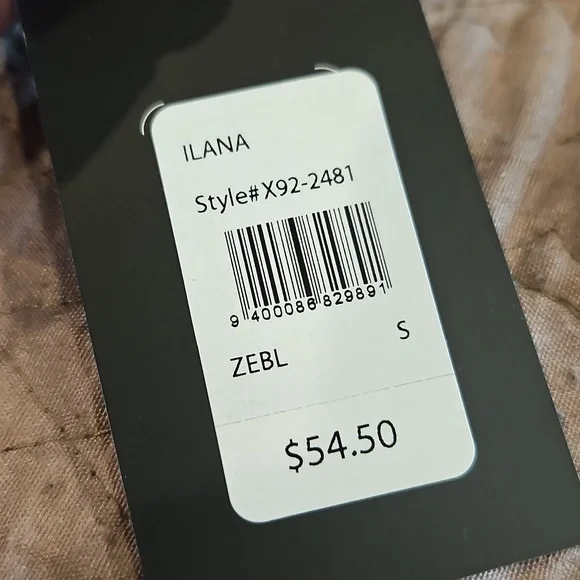 ILANA
Style#X92-2481
9 400086 829891
ZEBL S
$54.50